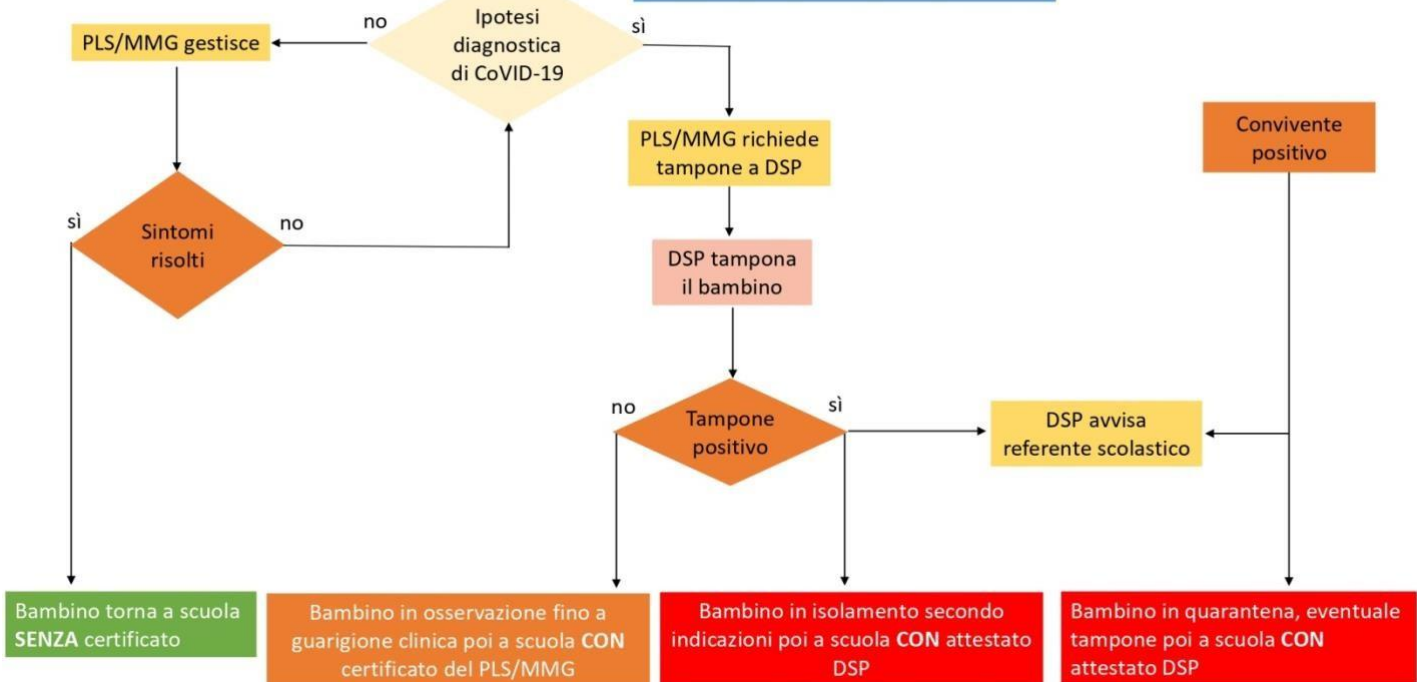 no
Ipotesi
diagnostica
di CoVID-19
sì
PLS/MMG gestisce
PLS/MMG richiede
tampone a DSP
Convivente
positivo
sì
Sintomi
risolti
no
DSP tampona
il bambino
no
Tampone
positivo
sì
DSP avvisa
referente scolastico
Bambino torna a scuola
SENZA certificato
Bambino in osservazione fino a
guarigione clinica poi a scuola CON
certificato del PLS/MMG
Bambino in isolamento secondo
indicazioni poi a scuola CON attestato
DSP
Bambino in quarantena, eventuale
tampone poi a scuola CON
attestato DSP